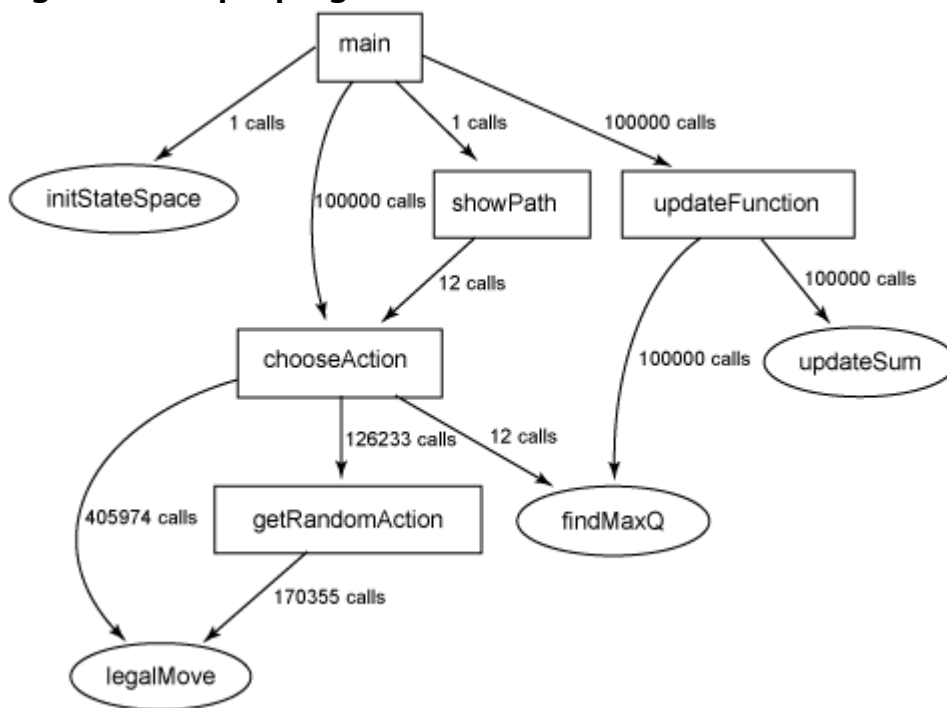 main
1 calls
1 calls
100000 calls
initStateSpace
100000 calls
showPath
updateFunction
12 calls
100000 calls
chooseAction
100000 calls
updateSum
126233 calls
12 calls
405974 calls
getRandomAction
findMaxQ
170355 calls
legalMove